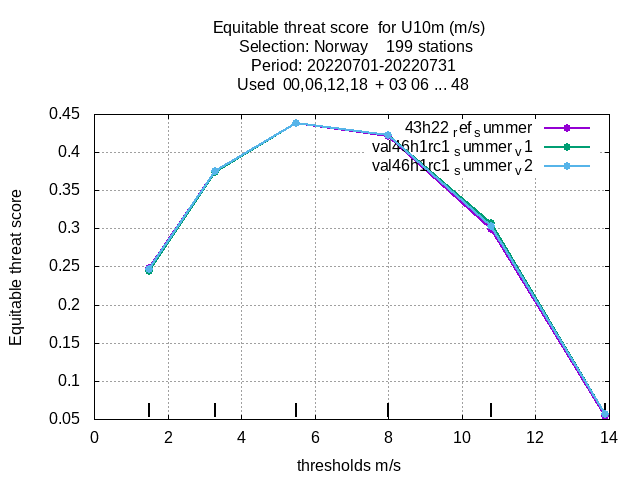 Equitable threat score  for U10m (m/s)
Selection: Norway    199 stations
Period: 20220701-20220731
Used  00,06,12,18  + 03 06 ... 48
0.45
0.4
0.35
0.3
0.25
0.2
0.15
0.1
0.05
Equitable threat score
43h22 ref summer
val46h1rc1 summer v1
val46h1rc1 summer v2
0 2 4 6 8 10 12 14
thresholds m/s